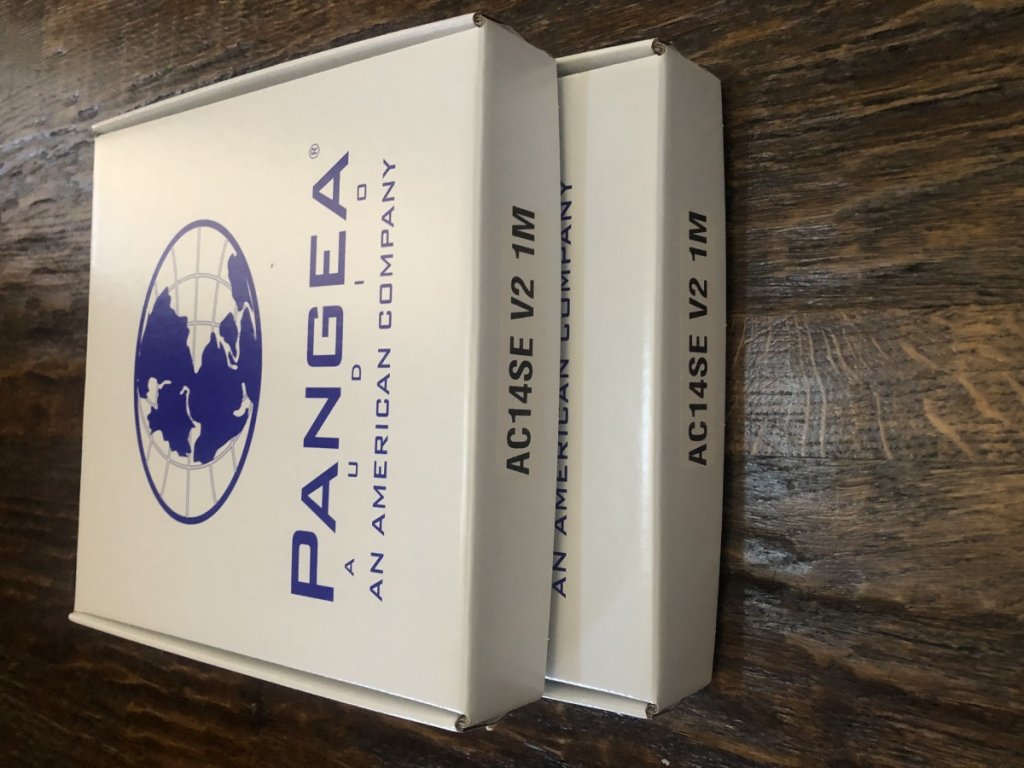 PANGEA®
AUDIO
AN AMERICAN COMPANY
AC14SE V2 1M
AN AMERICAN COMPANY
AC14SE V2 1M